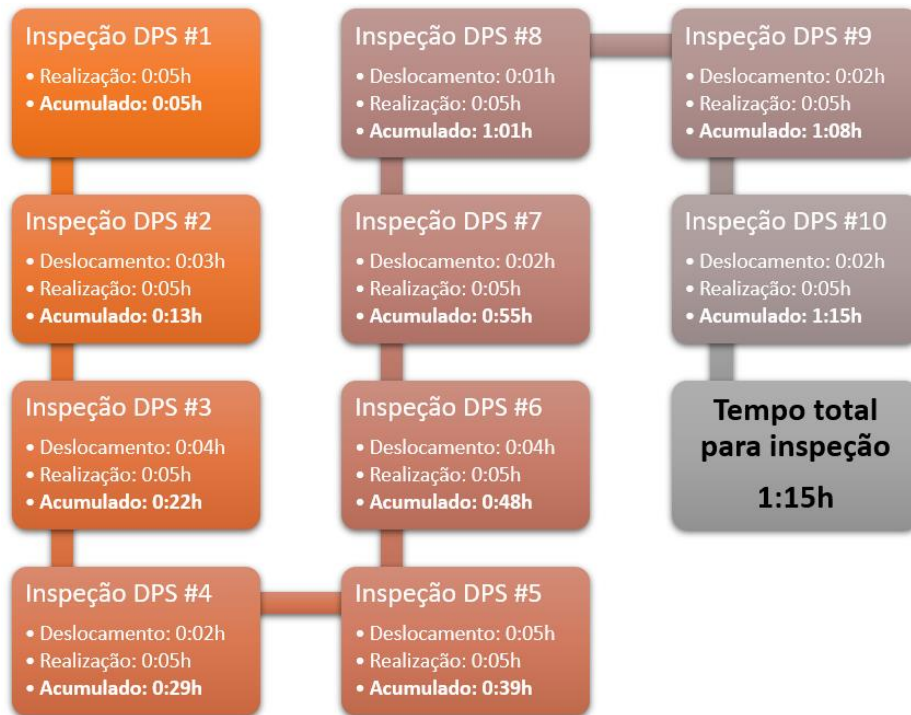 Inspeção DPS #1
• Realização: 0:05h
• Acumulado: 0:05h
Inspeção DPS #2
• Deslocamento: 0:03h
• Realização: 0:05h
• Acumulado: 0:13h
Inspeção DPS #3
• Deslocamento: 0:04h
• Realização: 0:05h
• Acumulado: 0:22h
Inspeção DPS #4
• Deslocamento: 0:02h
• Realização: 0:05h
• Acumulado: 0:29h
Inspeção DPS #5
• Deslocamento: 0:05h
• Realização: 0:05h
• Acumulado: 0:39h
Inspeção DPS #6
• Deslocamento: 0:04h
• Realização: 0:05h
• Acumulado: 0:48h
Inspeção DPS #7
• Deslocamento: 0:02h
• Realização: 0:05h
• Acumulado: 0:55h
Inspeção DPS #8
• Deslocamento: 0:01h
• Realização: 0:05h
• Acumulado: 1:01h
Inspeção DPS #9
• Deslocamento: 0:02h
• Realização: 0:05h
• Acumulado: 1:08h
Inspeção DPS #10
• Deslocamento: 0:02h
• Realização: 0:05h
• Acumulado: 1:15h
Tempo total
para inspeção
1:15h